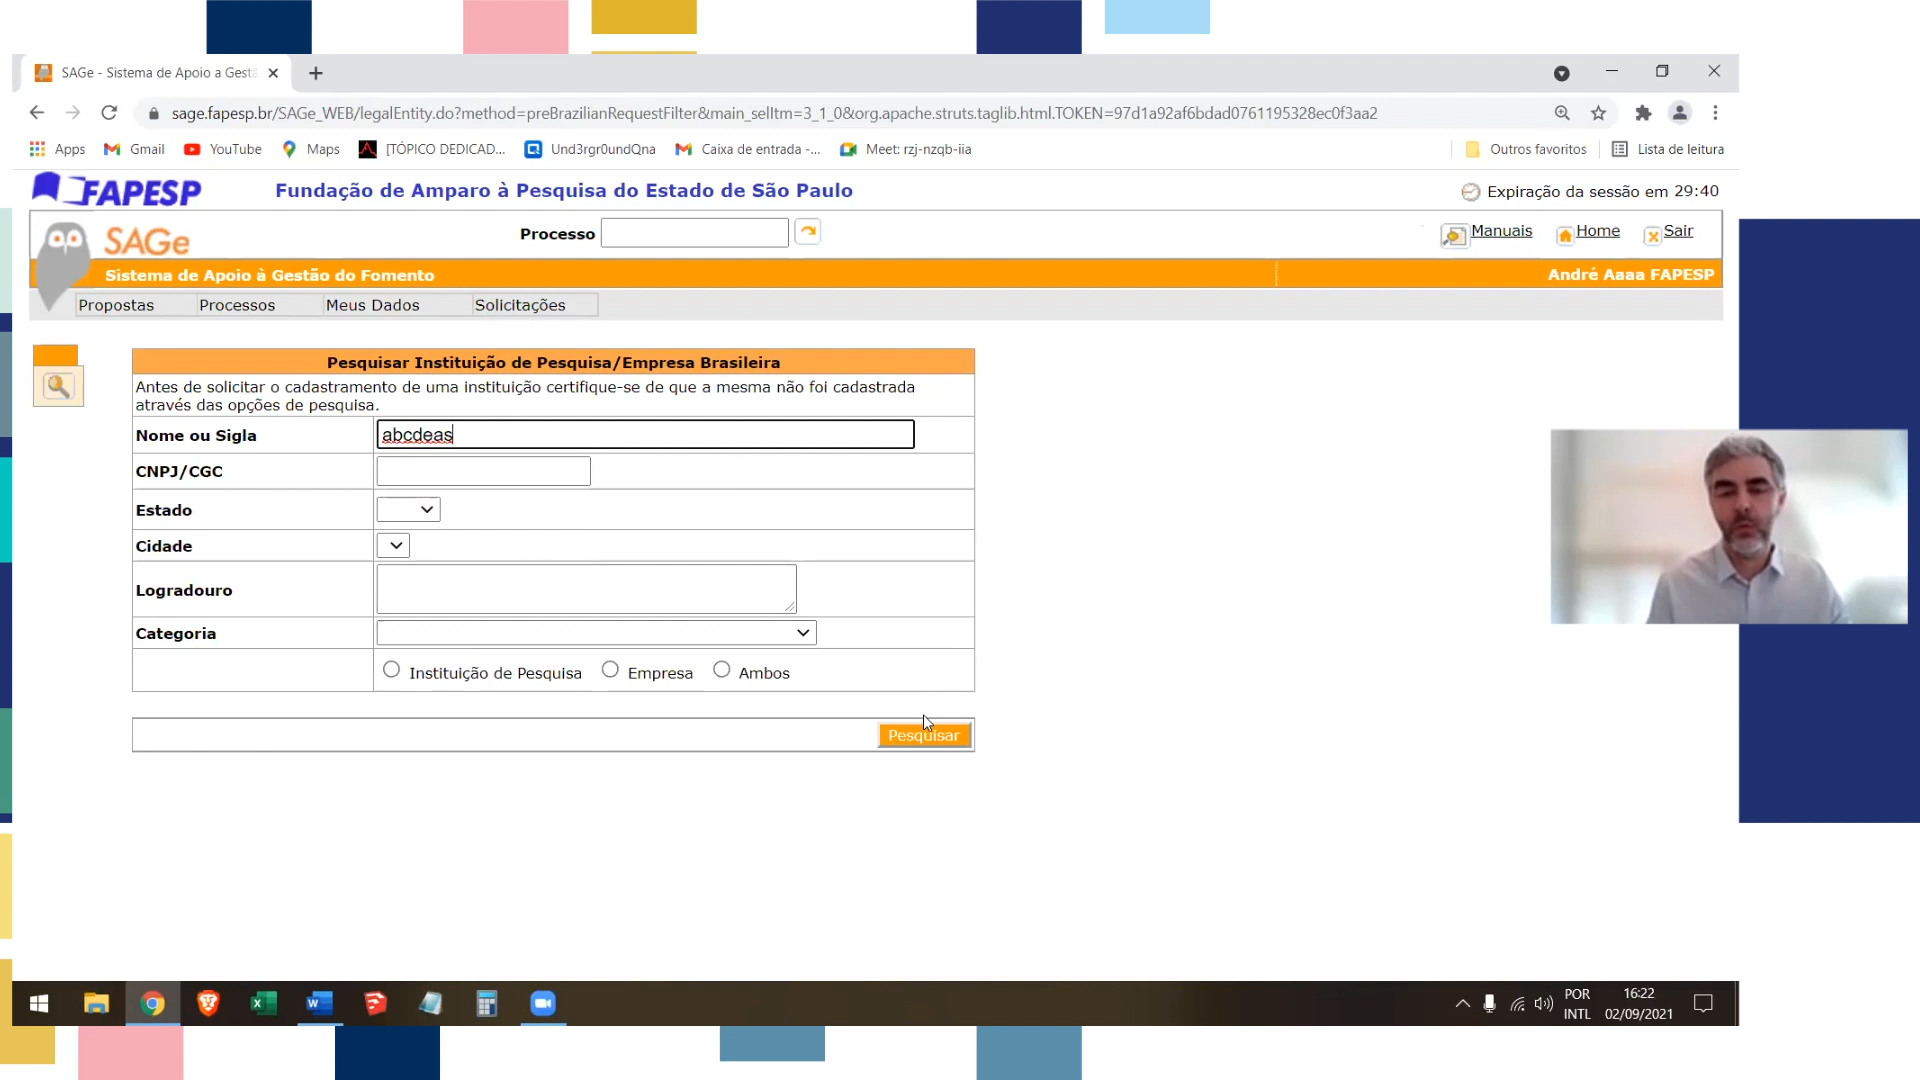 SAGe - Sistema de Apoio a Gestã
sage.fapesp.br/SAGe_WEB/legalEntity.do?method=preBrazilianRequestFilter&main_selItm=3_1_0&org.apache.struts.taglib.html.TOKEN=97d1a92af6bdad0761195328ec0f3aa2
Apps Gmail YouTube Maps [TÓPICO DEDICAD... Und3rgr0undQna Caixa de entrada -... Meet: rzj-nzqb-iia Outros favoritos Lista de leitura
FAPESP Fundação de Amparo à Pesquisa do Estado de São Paulo Expiração da sessão em 29:40
SAGe Processo Manuais Home Sair
Sistema de Apoio à Gestão do Fomento André Aaaa FAPESP
Propostas Processos Meus Dados Solicitações
Pesquisar Instituição de Pesquisa/Empresa Brasileira
Antes de solicitar o cadastramento de uma instituição certifique-se de que a mesma não foi cadastrada
através das opções de pesquisa.
Nome ou Sigla abcdeas
CNPJ/CGC
Estado
Cidade
Logradouro
Categoria
Instituição de Pesquisa Empresa Ambos
Pesquisar
POR 16:22
INTL 02/09/2021